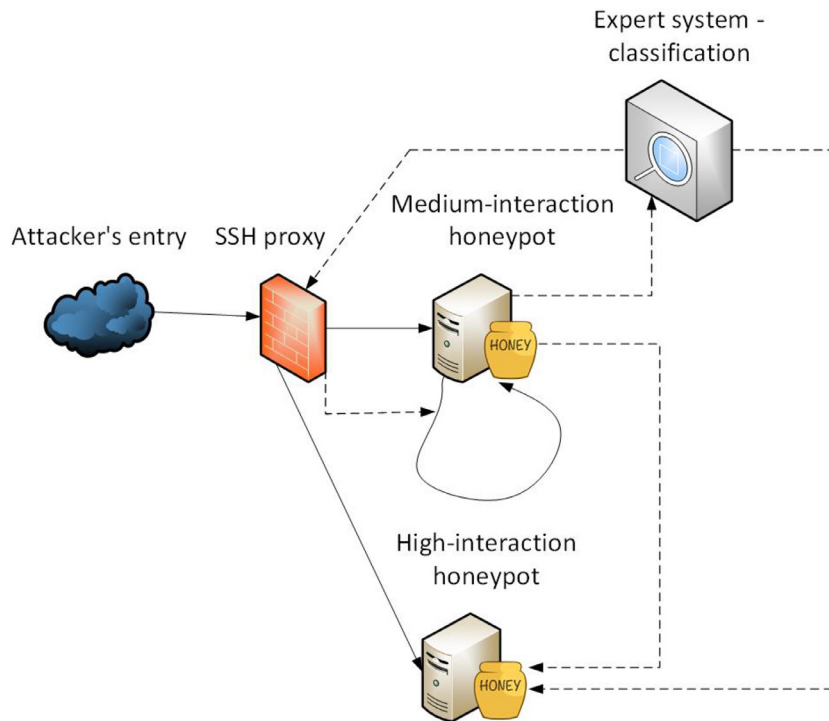 Expert system -
classification
Medium-interaction
honeypot
Attacker's entry
SSH proxy
HONEY
High-interaction
honeypot
HONEY